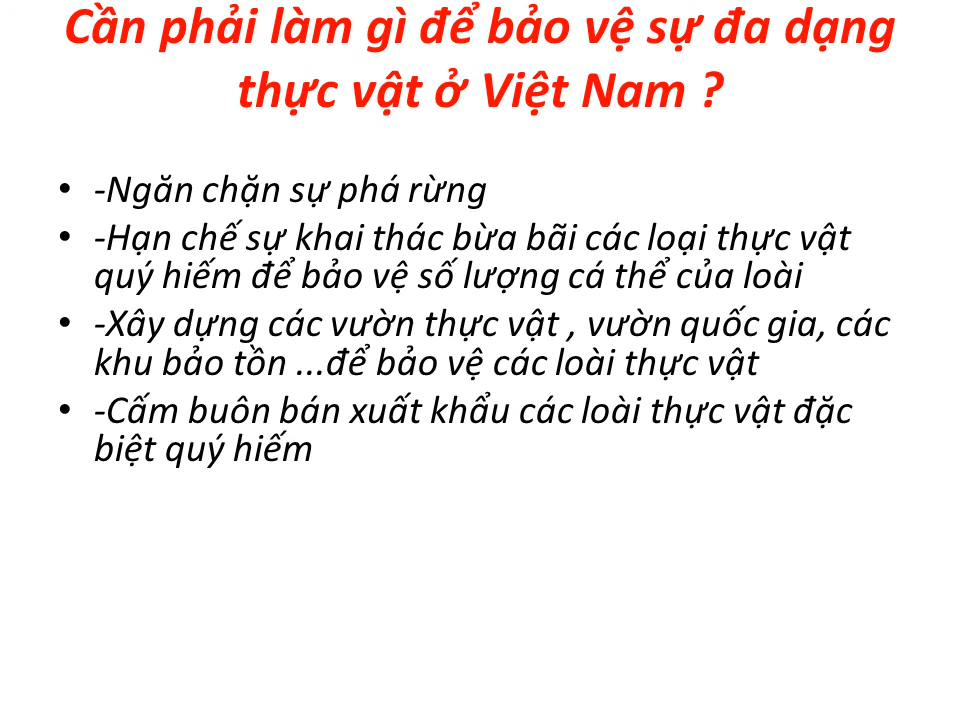 Cần phải làm gì để bảo vệ sự đa dạng
thực vật ở Việt Nam ?
• -Ngăn chặn sự phá rừng
• -Hạn chế sự khai thác bừa bãi các loại thực vật
quý hiếm để bảo vệ số lượng cá thể của loài
• -Xây dựng các vườn thực vật , vườn quốc gia, các
khu bảo tồn ...để bảo vệ các loài thực vật
• -Cấm buôn bán xuất khẩu các loài thực vật đặc
biệt quý hiếm